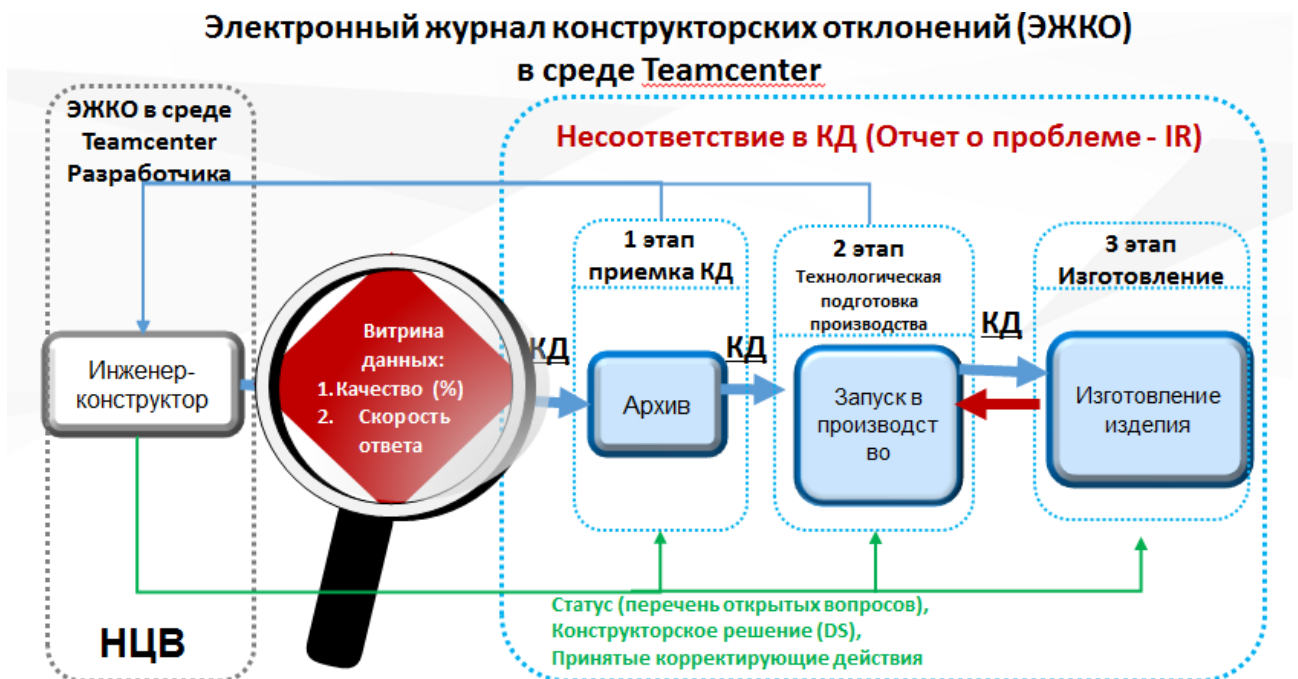 Электронный журнал конструкторских отклонений (ЭЖКО)
в среде Teamcenter
ЭЖКО в среде
Teamcenter
Разработчика
Несоответствие в КД (Отчет о проблеме - IR)
1 этап
приемка КД
2 этап
Технологическая
подготовка
производства
3 этап
Изготовление
Инженер-
конструктор
Витрина
данных:
1.Качество (%)
2. Скорость
ответа
КД
Архив
КД
Запуск в
производст
во
КД
Изготовление
изделия
Статус (перечень открытых вопросов),
Конструкторское решение (DS),
Принятые корректирующие действия
НЦВ